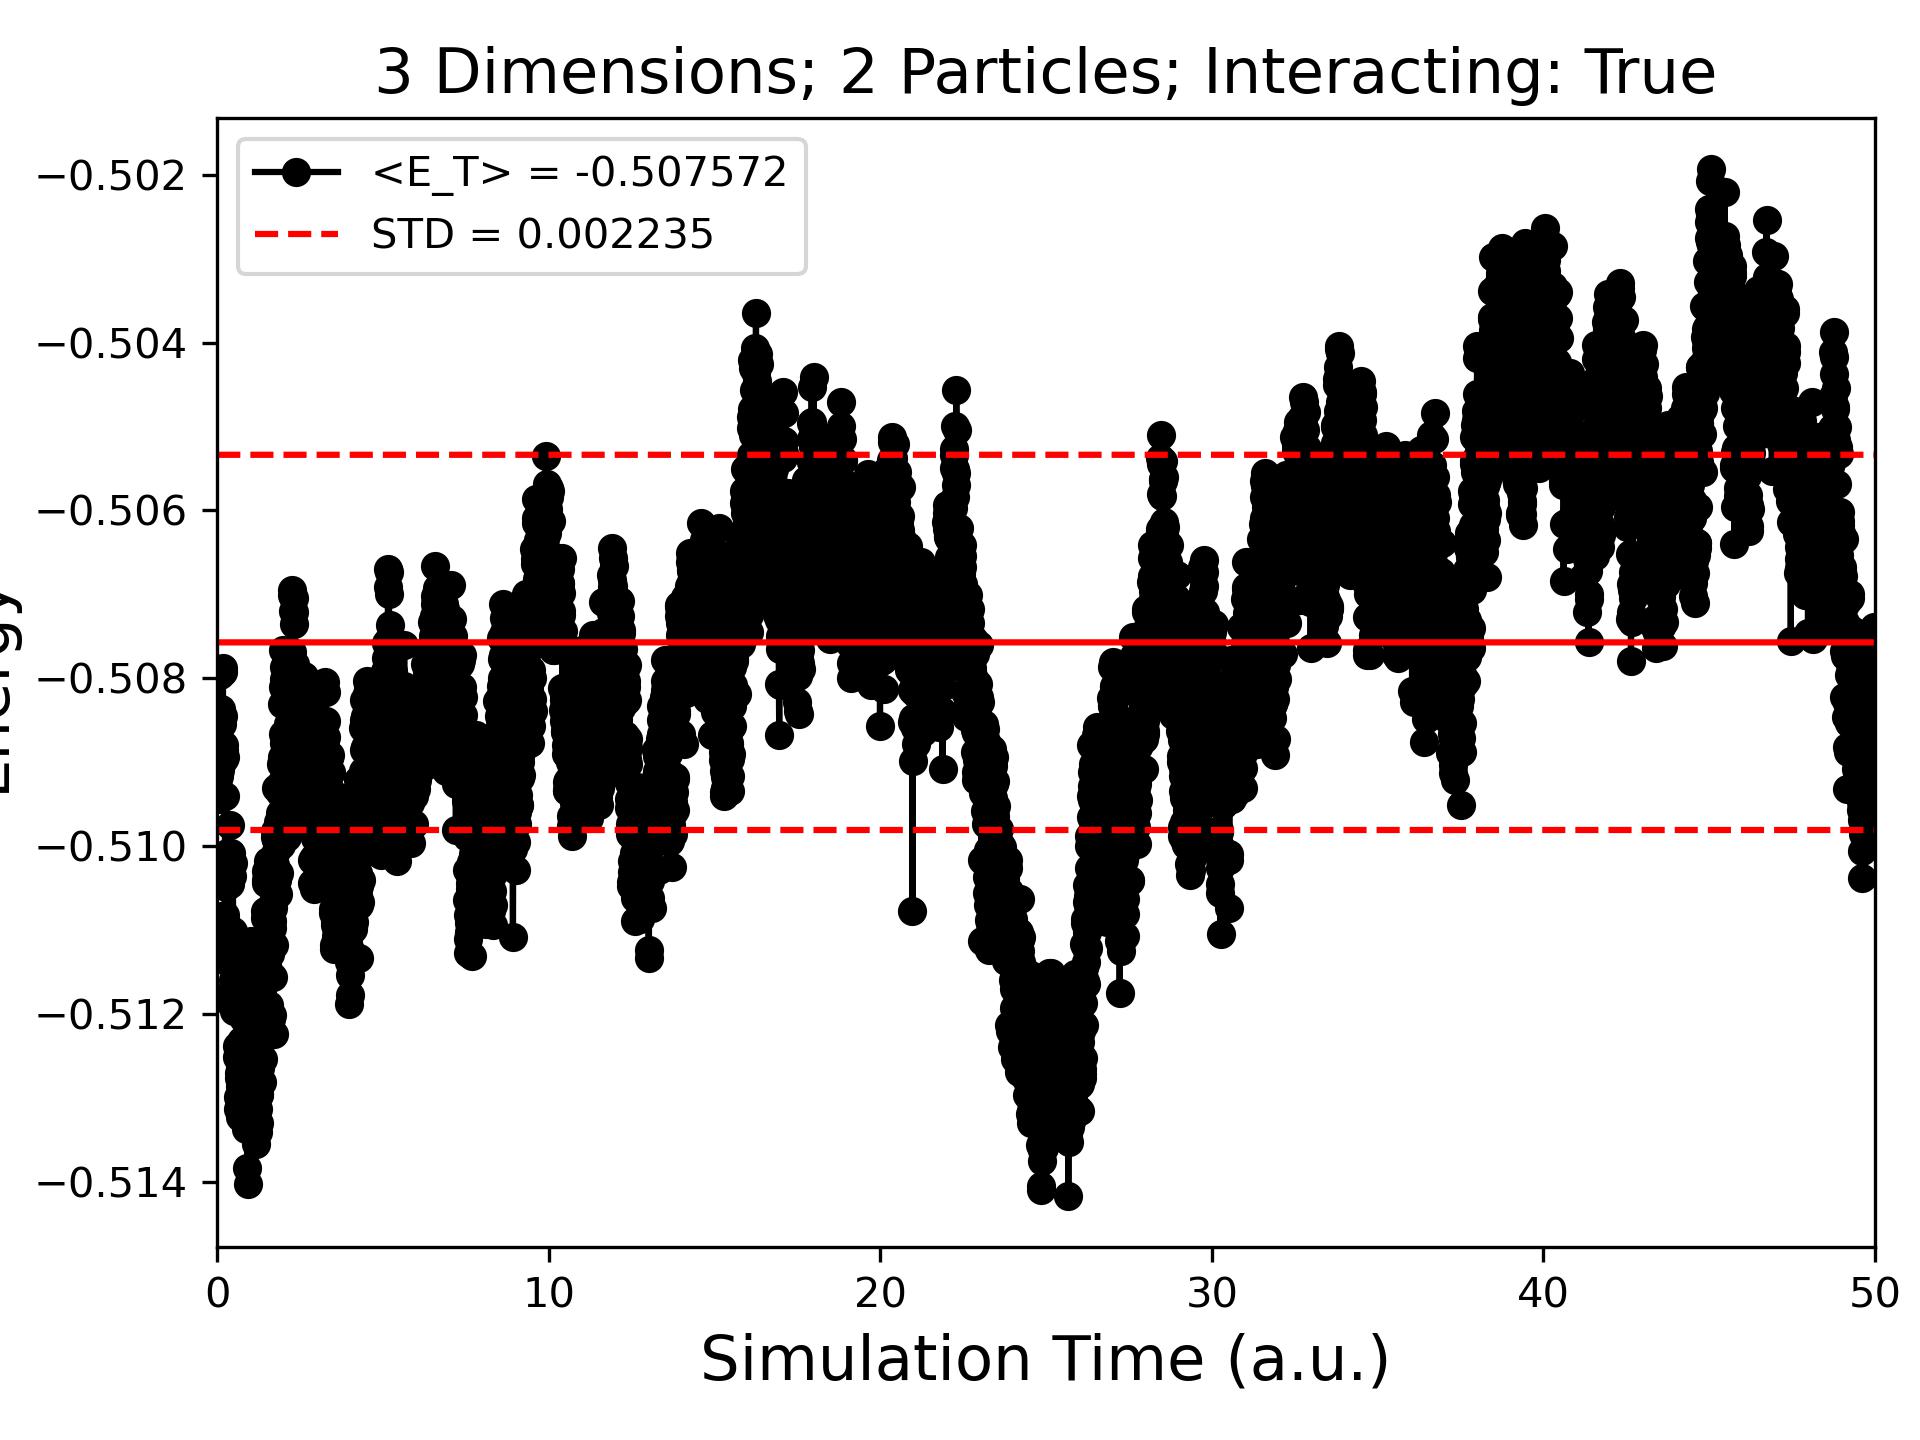 3 Dimensions; 2 Particles; Interacting: True
<E_T> = -0.507572
STD = 0.002235
−0.502
−0.504
−0.506
−0.508
−0.510
−0.512
−0.514
Energy
0 10 20 30 40 50
Simulation Time (a.u.)